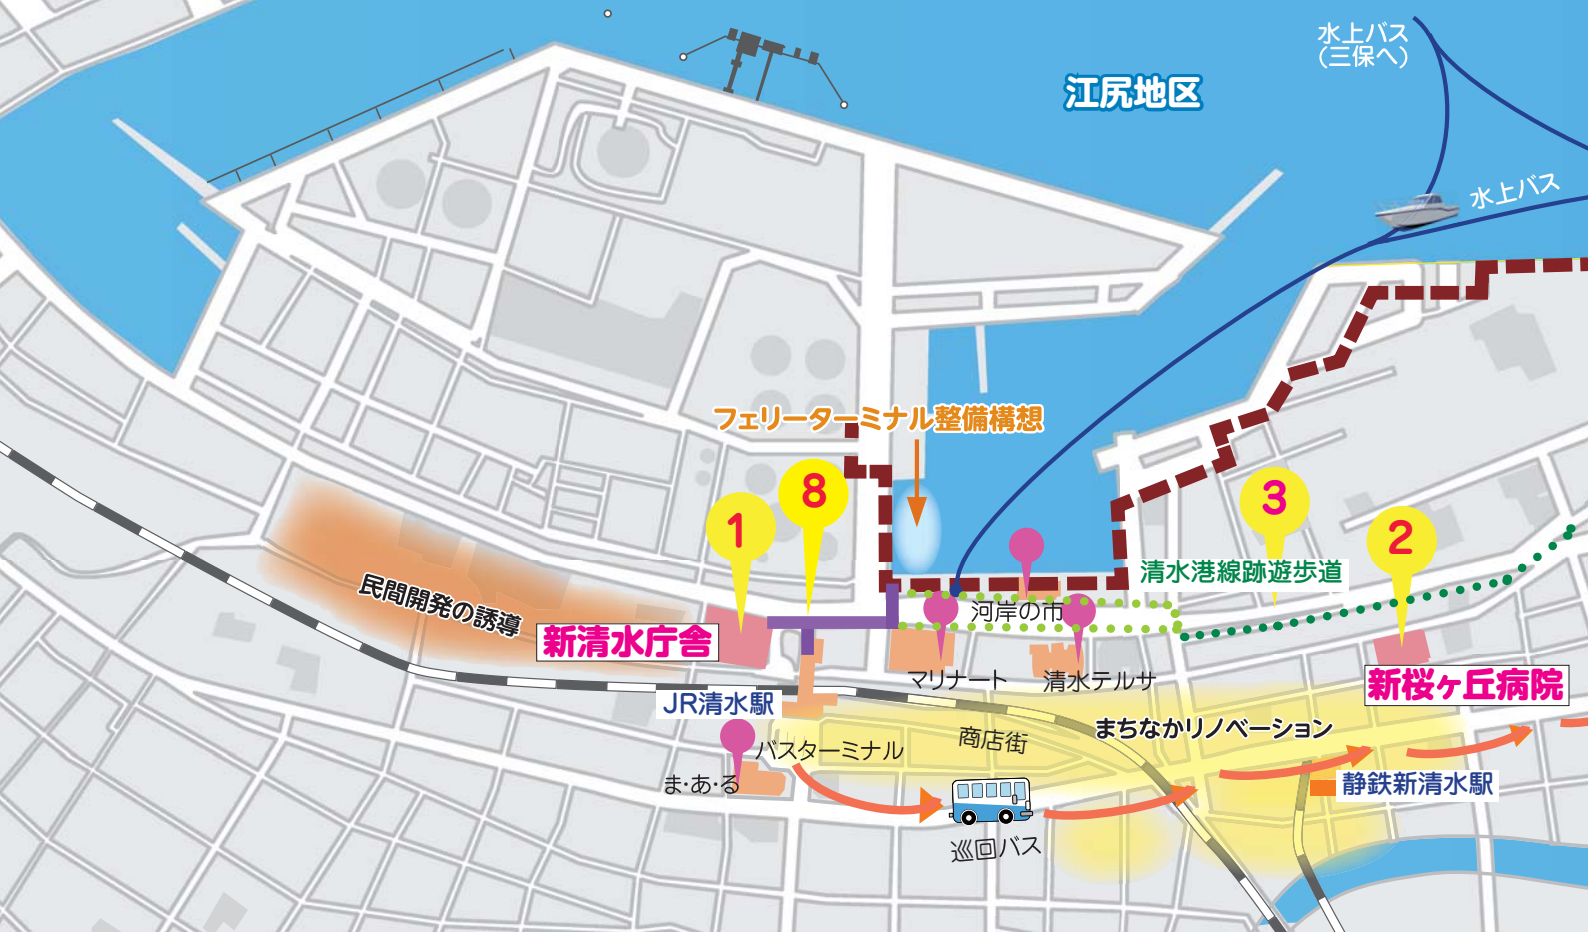 水上バス
(三保へ)
江尻地区
水上バス
フェリーターミナル整備構想
8
3
1
2
清水港線跡遊歩道
民間開発の誘導
河岸の市
新清水庁舎
マリナート
清水テルサ
新桜ヶ丘病院
JR清水駅
まちなかリノベーション
商店街
バスターミナル
ま・あ・る
静鉄新清水駅
巡回バス